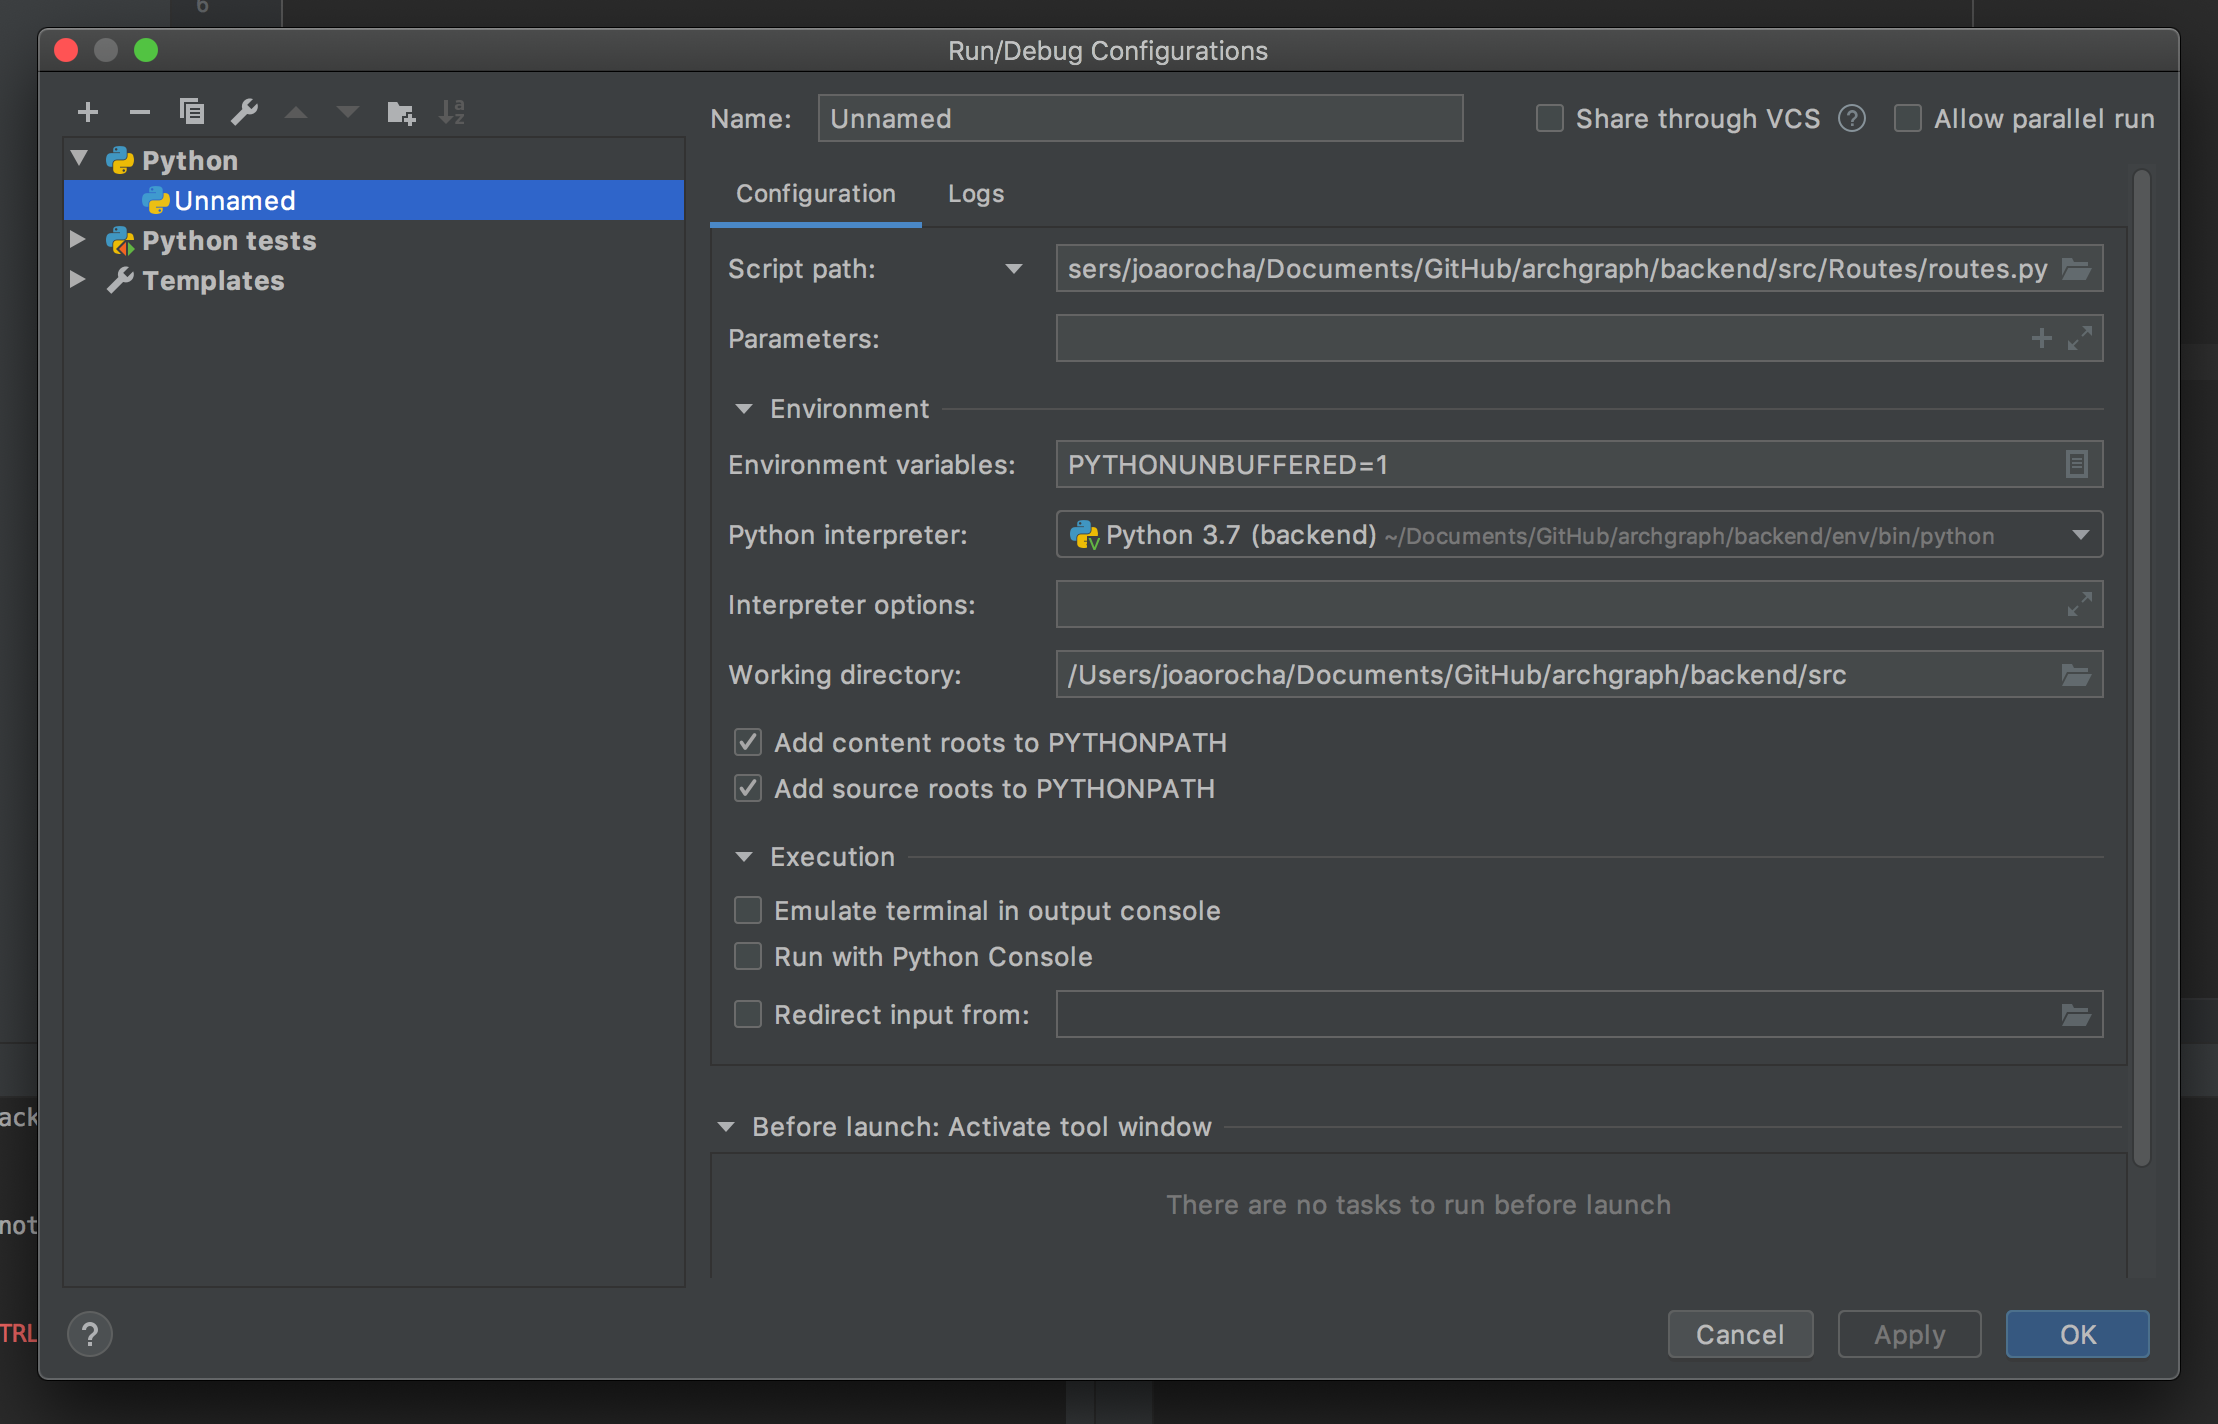 6
Run/Debug Configurations
Name: Unnamed
Share through VCS ?
Allow parallel run
Python
Unnamed
Python tests
Templates
Configuration Logs
Script path: sers/joaorocha/Documents/GitHub/archgraph/backend/src/Routes/routes.py
Parameters:
Environment
Environment variables: PYTHONUNBUFFERED=1
Python interpreter: Python 3.7 (backend) ~/Documents/GitHub/archgraph/backend/env/bin/python
Interpreter options:
Working directory: /Users/joaorocha/Documents/GitHub/archgraph/backend/src
Add content roots to PYTHONPATH
Add source roots to PYTHONPATH
Execution
Emulate terminal in output console
Run with Python Console
Redirect input from:
Before launch: Activate tool window
There are no tasks to run before launch
ack
not
TRL
?
Cancel Apply OK